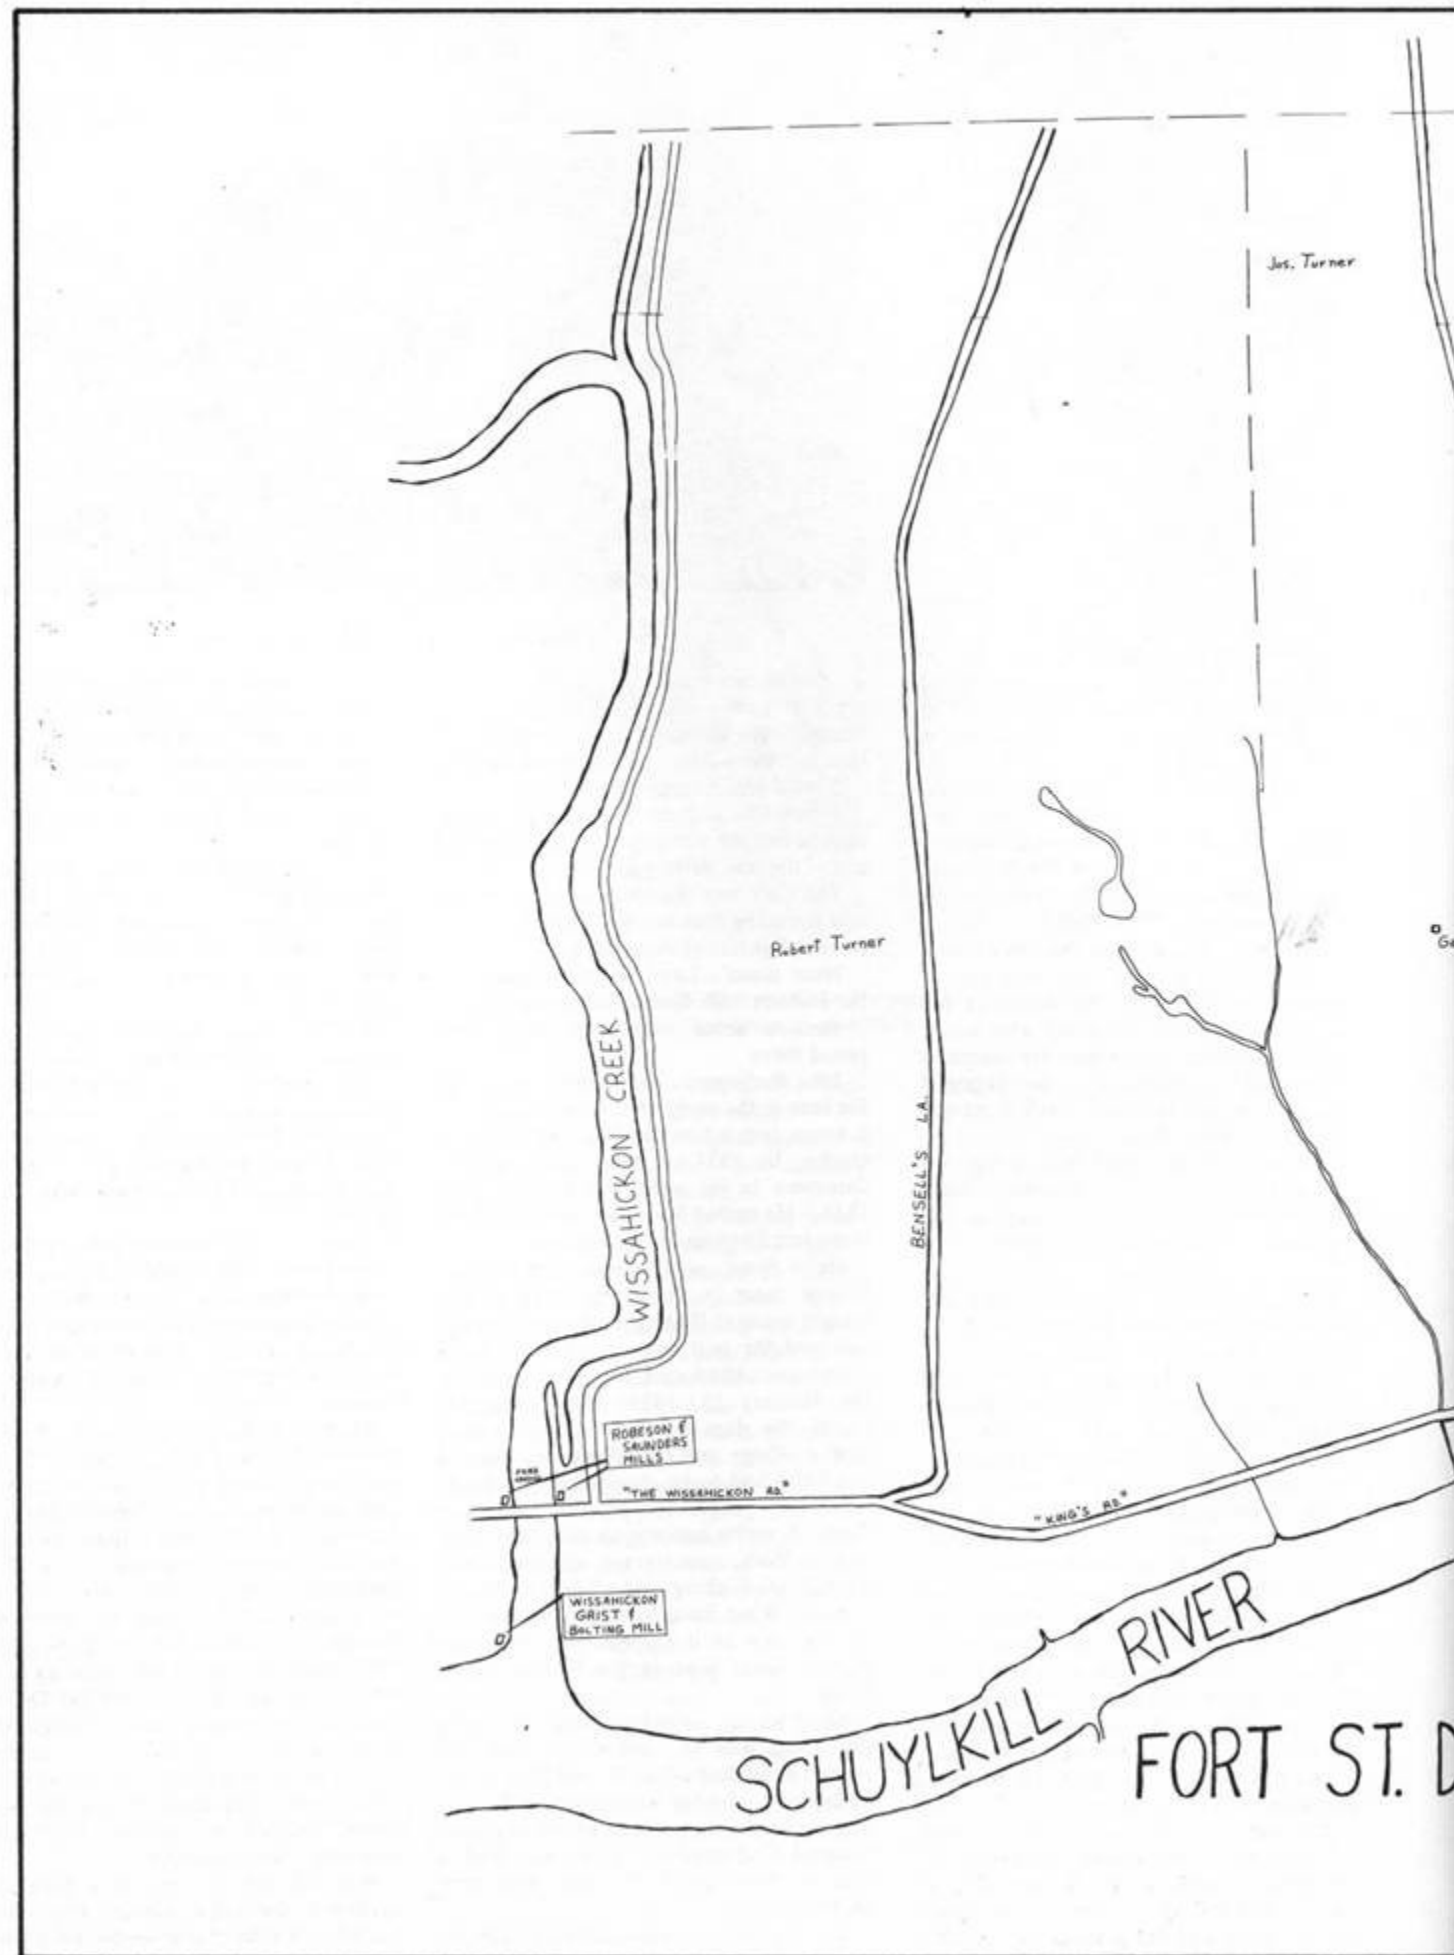 Jos. Turner
Robert Turner
WISSAHICKON CREEK
BENSELL'S LA.
ROBESON &
SAUNDERS
MILLS
"THE WISSAHICKON RD."
"KING'S RD."
WISSAHICKON
GRIST &
BOLTING MILL
SCHUYLKILL RIVER
FORT ST. D